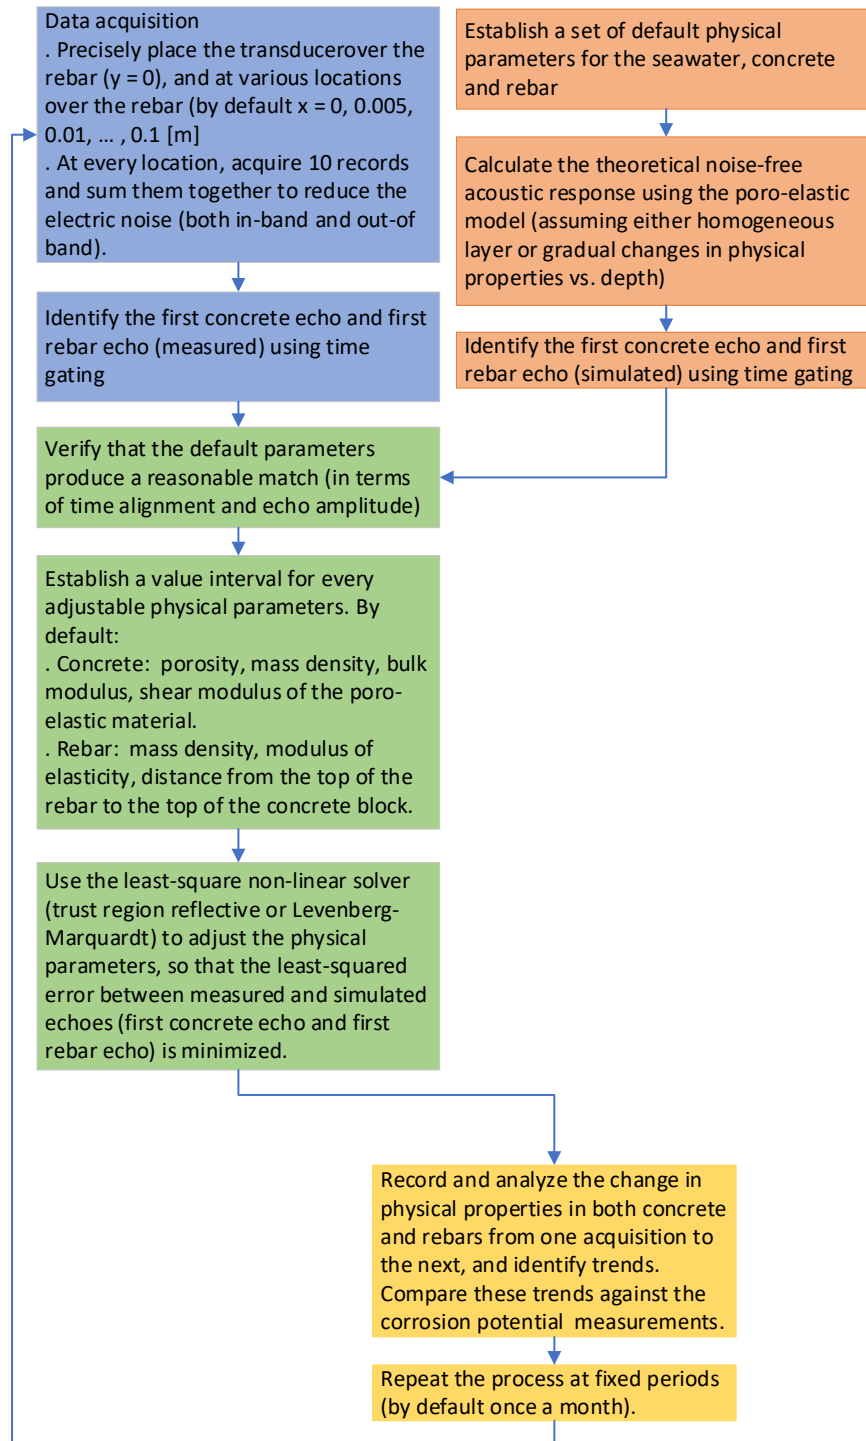 Data acquisition
. Precisely place the transducerover the
rebar (y = 0), and at various locations
over the rebar (by default x = 0, 0.005,
0.01, ... , 0.1 [m]
. At every location, acquire 10 records
and sum them together to reduce the
electric noise (both in-band and out-of
band).
Establish a set of default physical
parameters for the seawater, concrete
and rebar
Calculate the theoretical noise-free
acoustic response using the poro-elastic
model (assuming either homogeneous
layer or gradual changes in physical
properties vs. depth)
Identify the first concrete echo and first
rebar echo (measured) using time
gating
Identify the first concrete echo and first
rebar echo (simulated) using time gating
Verify that the default parameters
produce a reasonable match (in terms
of time alignment and echo amplitude)
Establish a value interval for every
adjustable physical parameters. By
default:
. Concrete:  porosity, mass density, bulk
modulus, shear modulus of the poro-
elastic material.
. Rebar:  mass density, modulus of
elasticity, distance from the top of the
rebar to the top of the concrete block.
Use the least-square non-linear solver
(trust region reflective or Levenberg-
Marquardt) to adjust the physical
parameters, so that the least-squared
error between measured and simulated
echoes (first concrete echo and first
rebar echo) is minimized.
Record and analyze the change in
physical properties in both concrete
and rebars from one acquisition to
the next, and identify trends.
Compare these trends against the
corrosion potential  measurements.
Repeat the process at fixed periods
(by default once a month).